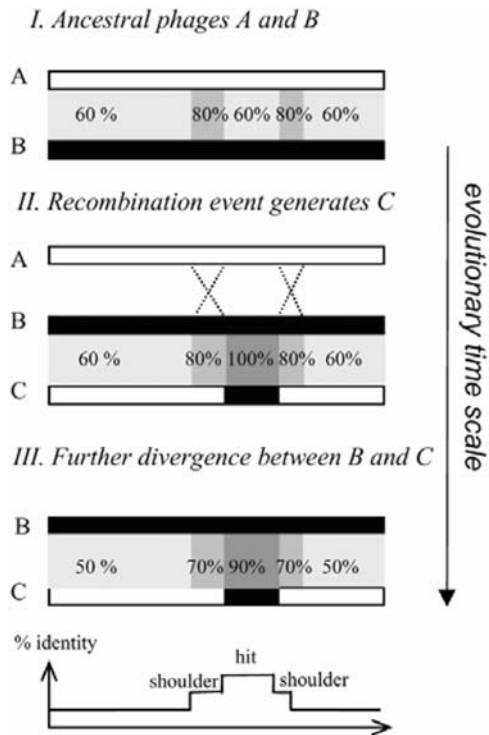 I. Ancestral phages A and B
A
60 % 80% 60% 80% 60%
B
II. Recombination event generates C
A
B
60 % 80% 100% 80% 60%
C
III. Further divergence between B and C
B
50 % 70% 90% 70% 50%
C
% identity
hit
shoulder shoulder
evolutionary time scale